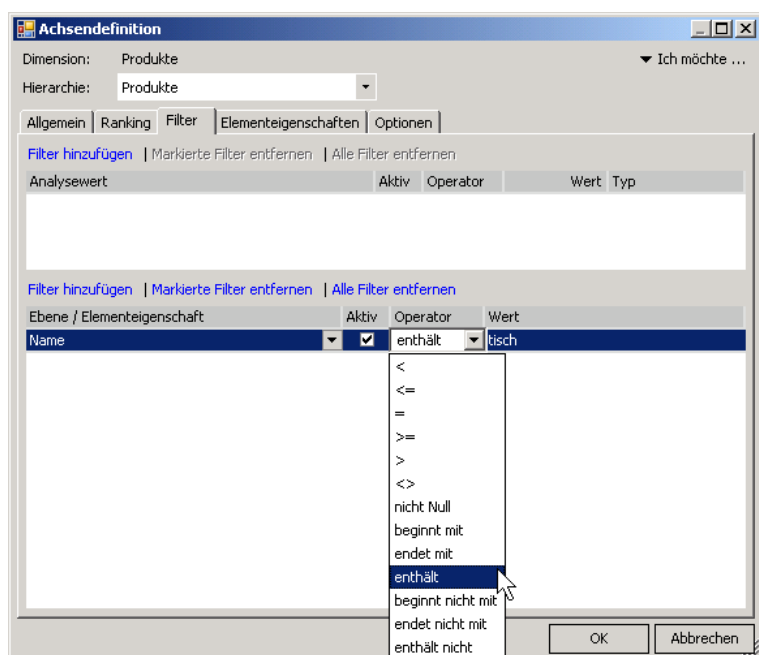 Achsendefinition
Dimension: Produkte ▼ Ich möchte ...
Hierarchie: Produkte
Allgemein Ranking Filter Elementeigenschaften Optionen
Filter hinzufügen | Markierte Filter entfernen | Alle Filter entfernen
Analysewert Aktiv Operator Wert Typ
Filter hinzufügen | Markierte Filter entfernen | Alle Filter entfernen
Ebene / Elementeigenschaft Aktiv Operator Wert
Name enthält tisch
<
<=
=
>=
>
<>
nicht Null
beginnt mit
endet mit
enthält
beginnt nicht mit
endet nicht mit
enthält nicht
OK Abbrechen